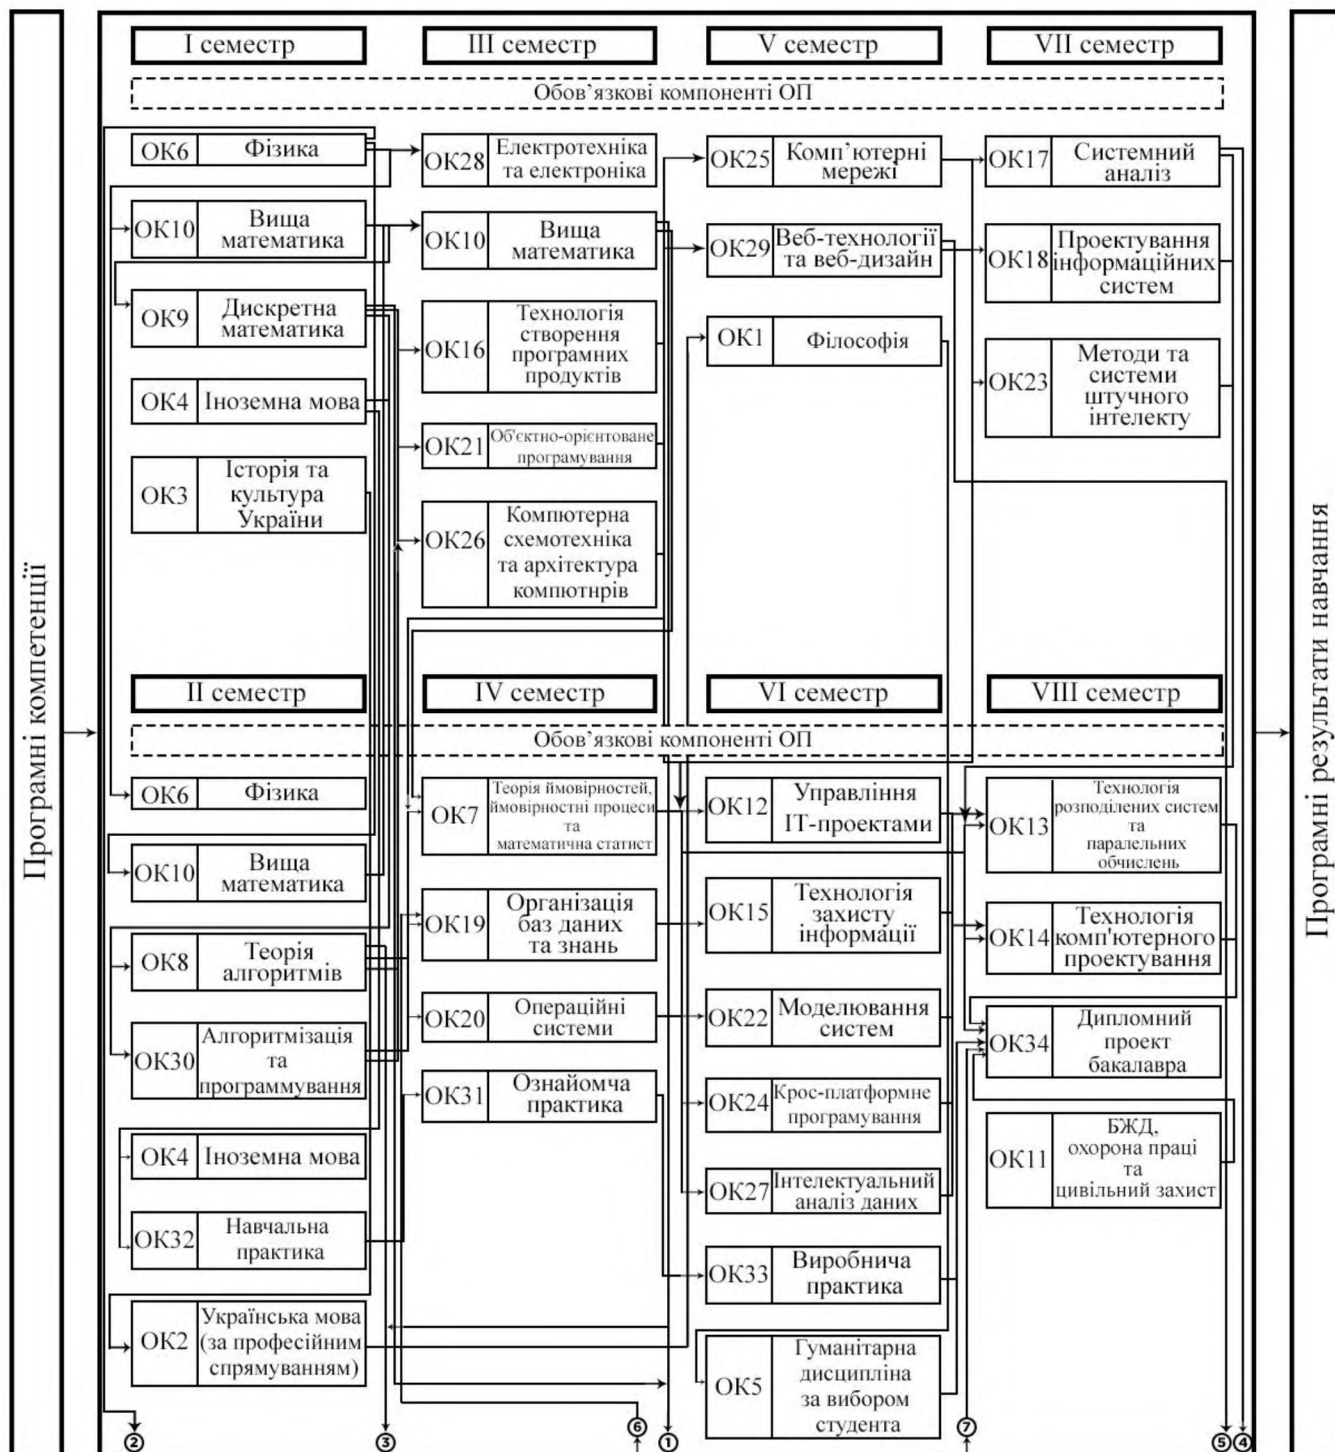 Програмні компетенції
I семестр
III семестр
V семестр
VII семестр
Обов’язкові компоненті ОП
ОК6
Фізика
ОК10
Вища
математика
ОК9
Дискретна
математика
ОК4
Іноземна мова
ОК3
Історія та
культура
України
ОК28
Електротехніка
та електроніка
ОК10
Вища
математика
ОК16
Технологія
створення
програмних
продуктів
ОК21
Об'єктно-орієнтоване
програмування
ОК26
Компютерна
схемотехніка
та архітектура
компютнрів
ОК25
Комп’ютерні
мережі
ОК29
Веб-технології
та веб-дизайн
ОК1
Філософія
ОК17
Системний
аналіз
ОК18
Проектування
інформаційних
систем
ОК23
Методи та
системи
штучного
інтелекту
II семестр
IV семестр
VI семестр
VIII семестр
Обов’язкові компоненті ОП
ОК6
Фізика
ОК10
Вища
математика
ОК8
Теорія
алгоритмів
ОК30
Алгоритмізація
та
программування
ОК4
Іноземна мова
ОК32
Навчальна
практика
ОК2
Українська мова
(за професійним
спрямуванням)
ОК7
Теорія ймовірностей,
ймовірностні процеси
та
математична статист
ОК19
Організація
баз даних
та знань
ОК20
Операційні
системи
ОК31
Ознайомча
практика
ОК12
Управління
ІТ-проектами
ОК15
Технологія
захисту
інформації
ОК22
Моделювання
систем
ОК24
Крос-платформне
програмування
ОК27
Інтелектуальний
аналіз даних
ОК33
Виробнича
практика
ОК5
Гуманітарна
дисципліна
за вибором
студента
ОК13
Технологія
розподілених систем
та
паралельних
обчислень
ОК14
Технологія
комп'ютерного
проектування
ОК34
Дипломний
проект
бакалавра
ОК11
БЖД,
охорона праці
та
цивільний захист
② ③ ⑥ ① ⑦ ⑤ ④
Програмні результати навчання